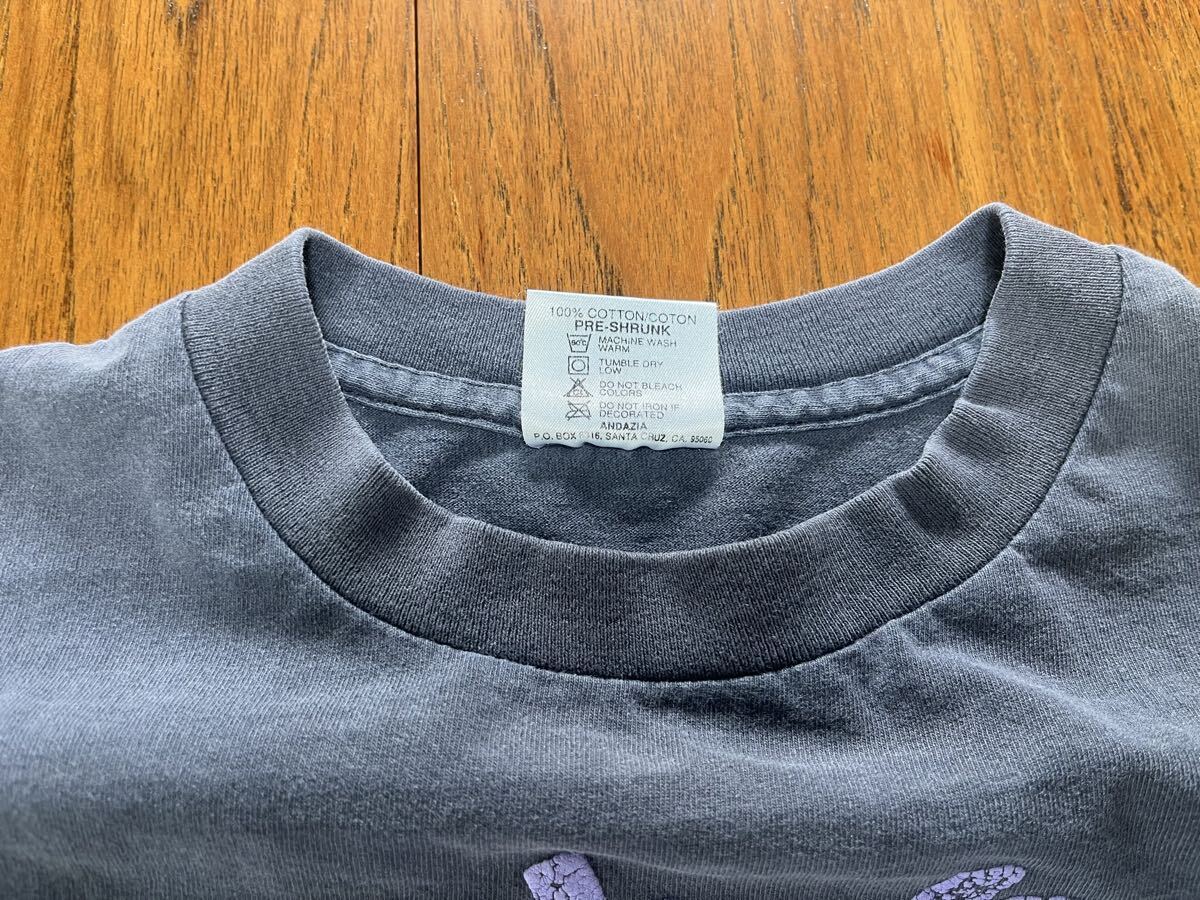 100% COTTON/COTON
PRE-SHRUNK
MACHINE WASH
WARM
TUMBLE DRY
LOW
DO NOT BLEACH
COLORS
DO NOT IRON IF
DECORATED
ANDAZIA
P.O. BOX SANTA CRUZ, CA. 95060